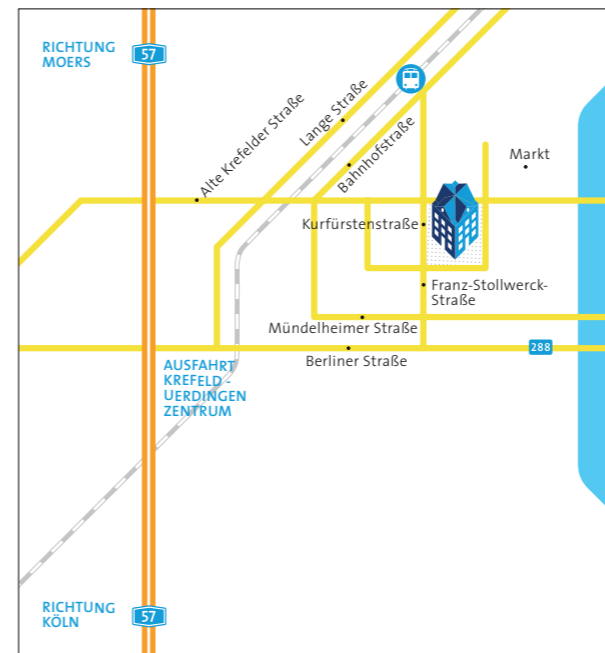 RICHTUNG
MOERS
57
Alte Krefelder Straße
Lange Straße
Bahnhofstraße
Markt
Kurfürstenstraße
Franz-Stollwerck-
Straße
Mündelheimer Straße
Berliner Straße
288
AUSFAHRT
KREFELD -
UERDINGEN
ZENTRUM
RICHTUNG
KÖLN
57